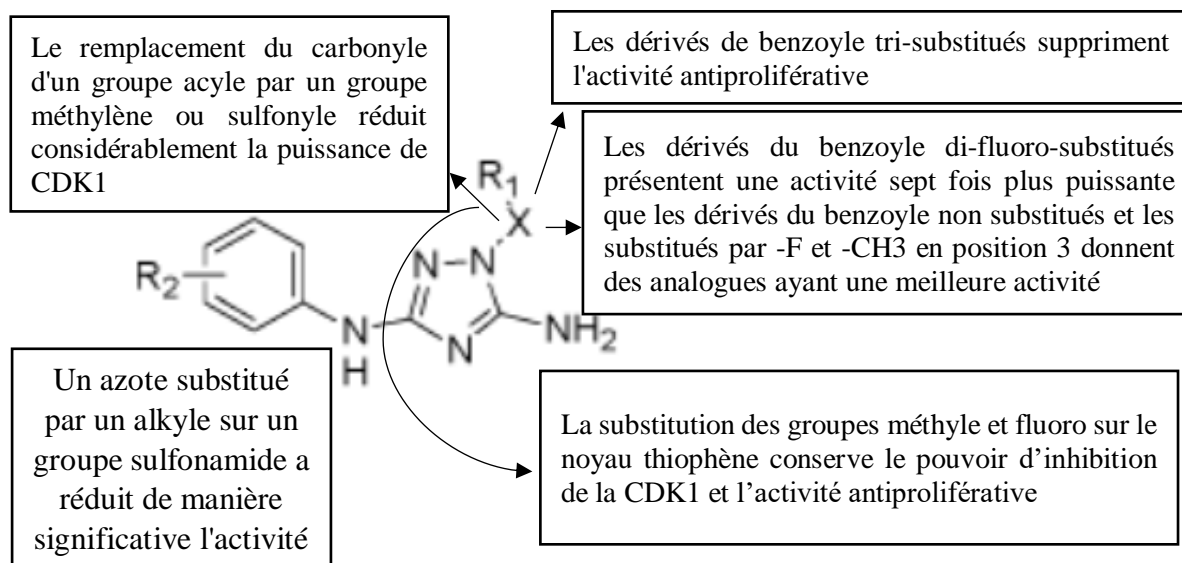 Le remplacement du carbonyle
d'un groupe acyle par un groupe
méthylène ou sulfonyle réduit
considérablement la puissance de
CDK1
Les dérivés de benzoyle tri-substitués suppriment
l'activité antiproliférative
Les dérivés du benzoyle di-fluoro-substitués
présentent une activité sept fois plus puissante
que les dérivés du benzoyle non substitués et les
substitués par -F et -CH3 en position 3 donnent
des analogues ayant une meilleure activité
R1
X
R2
N
N
N
H
N
NH2
Un azote substitué
par un alkyle sur un
groupe sulfonamide a
réduit de manière
significative l'activité
La substitution des groupes méthyle et fluoro sur le
noyau thiophène conserve le pouvoir d’inhibition
de la CDK1 et l’activité antiproliférative